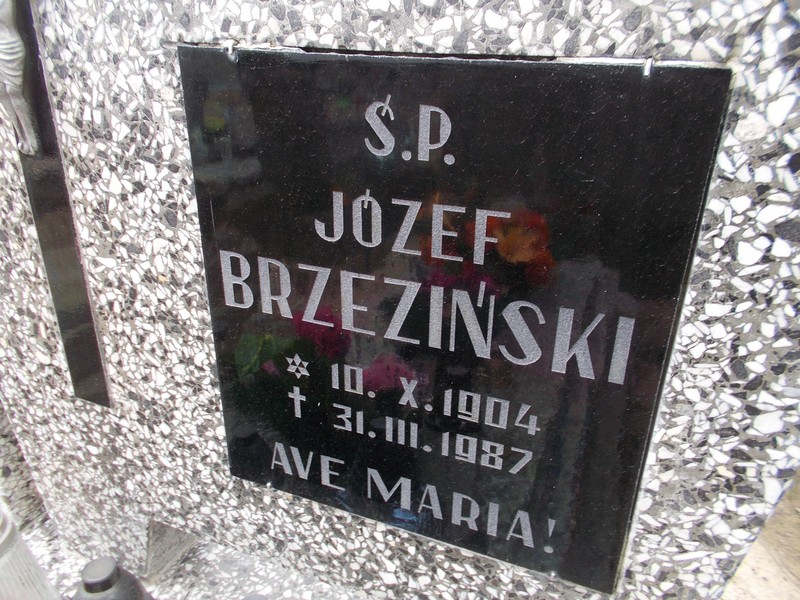 Ś.P.
JÓZEF
BRZEZIŃSKI
✡ 10. X. 1904
† 31. III. 1987
AVE MARIA!